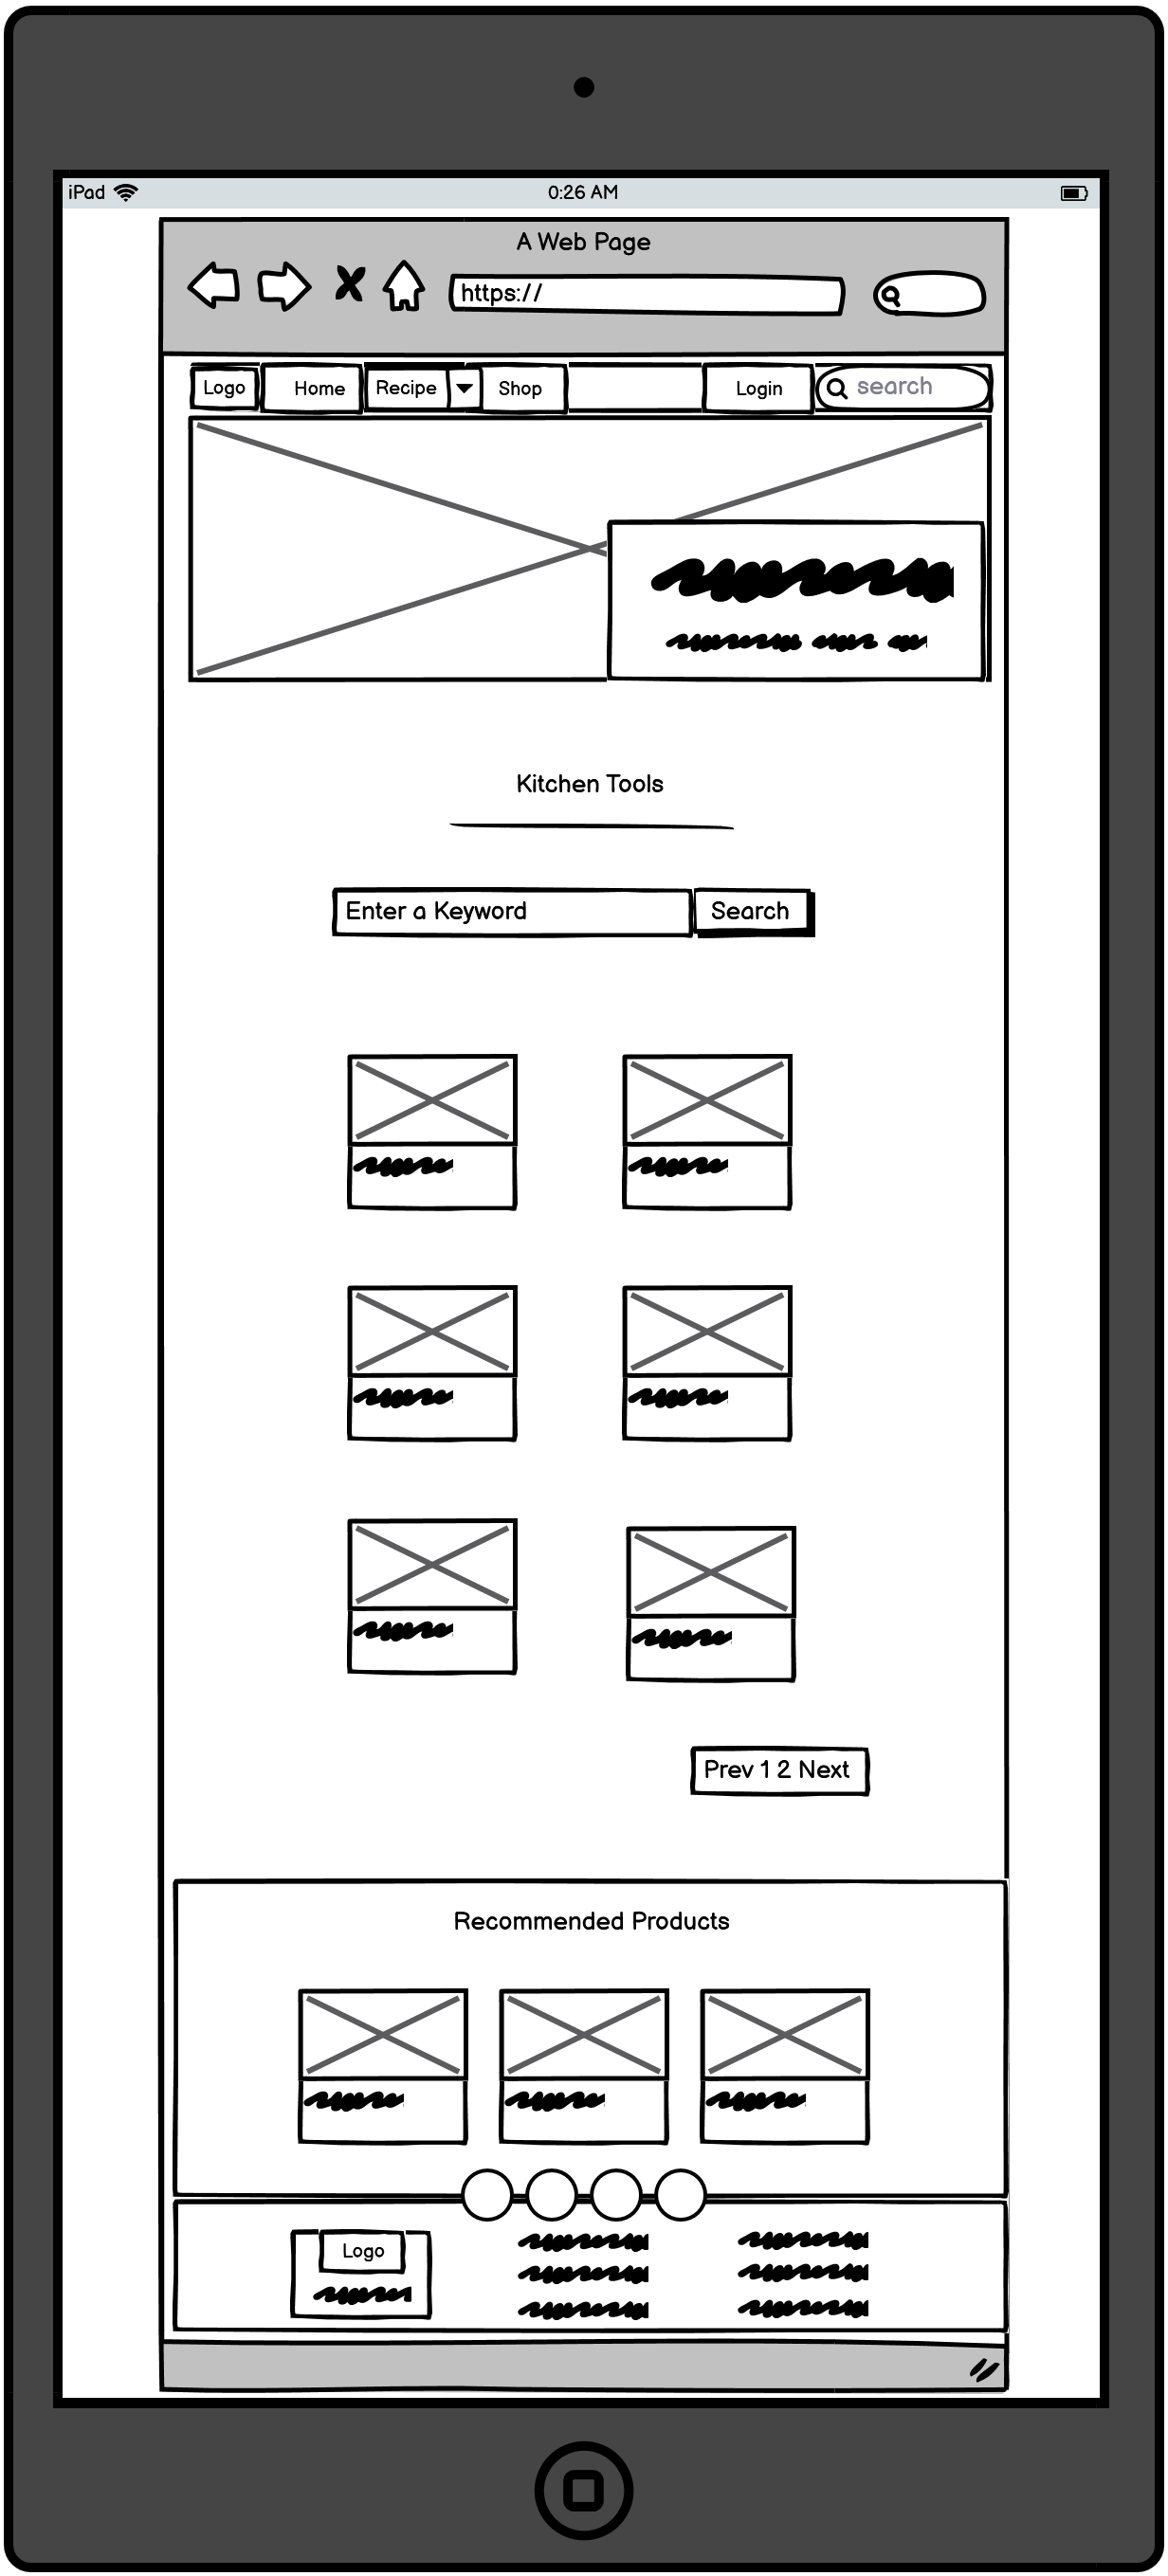 iPad 0:26 AM
A Web Page
https://
Logo Home Recipe Shop Login search
Kitchen Tools
Enter a Keyword Search
Prev 1 2 Next
Recommended Products
Logo